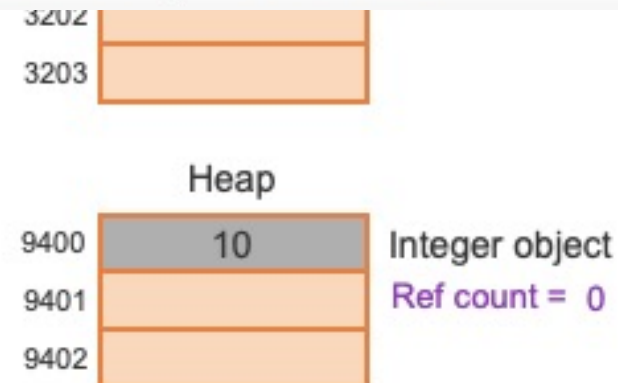 3202
3203
Heap
9400 10 Integer object
9401 Ref count = 0
9402